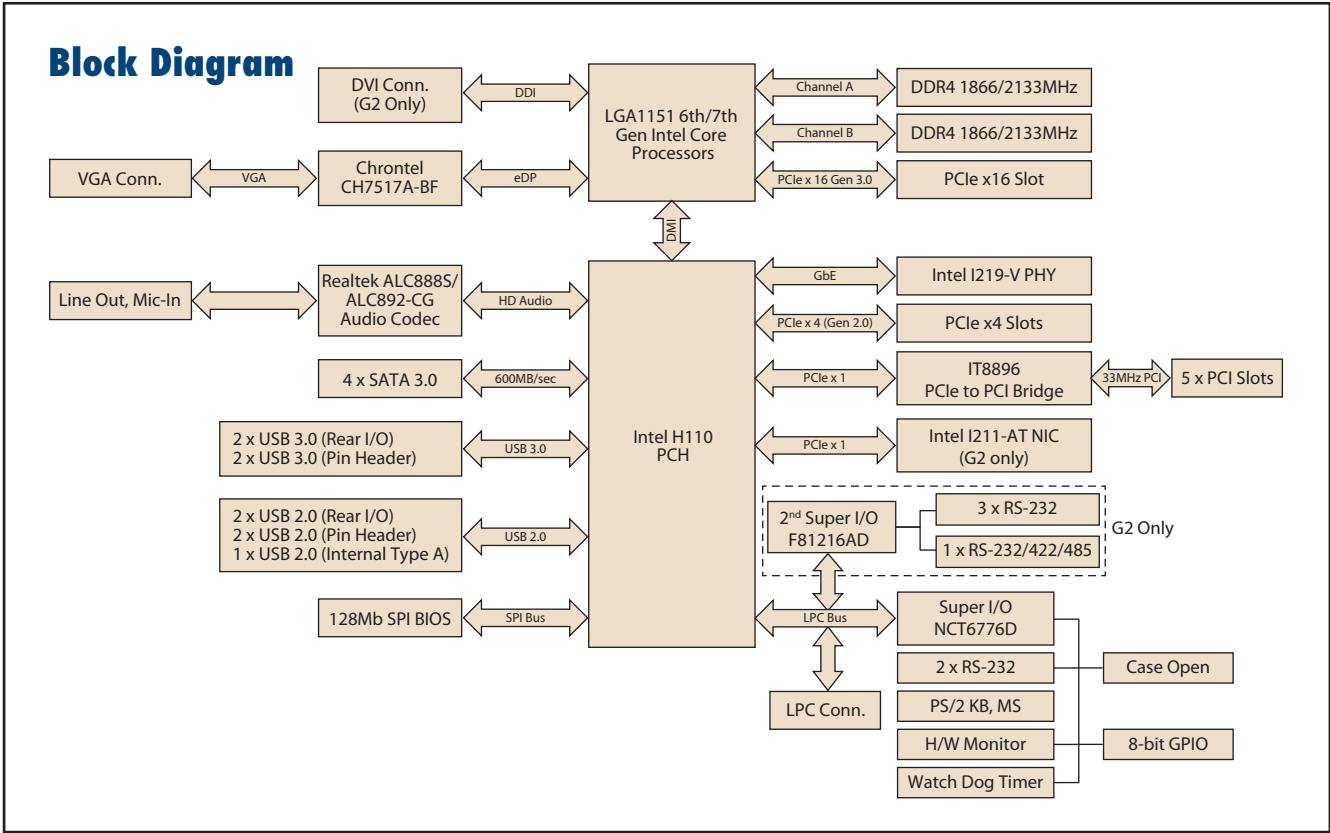 Block Diagram
DVI Conn.
(G2 Only)
DDI
LGA1151 6th/7th
Gen Intel Core
Processors
Channel A
DDR4 1866/2133MHz
Channel B
DDR4 1866/2133MHz
VGA Conn.
VGA
Chrontel
CH7517A-BF
eDP
PCIe x 16 Gen 3.0
PCIe x16 Slot
DMI
Line Out, Mic-In
Realtek ALC888S/
ALC892-CG
Audio Codec
HD Audio
Intel H110
PCH
GbE
Intel I219-V PHY
PCIe x 4 (Gen 2.0)
PCIe x4 Slots
4 x SATA 3.0
600MB/sec
PCIe x 1
IT8896
PCIe to PCI Bridge
33MHz PCI
5 x PCI Slots
2 x USB 3.0 (Rear I/O)
2 x USB 3.0 (Pin Header)
USB 3.0
PCIe x 1
Intel I211-AT NIC
(G2 only)
2 x USB 2.0 (Rear I/O)
2 x USB 2.0 (Pin Header)
1 x USB 2.0 (Internal Type A)
USB 2.0
2nd Super I/O
F81216AD
3 x RS-232
1 x RS-232/422/485
G2 Only
128Mb SPI BIOS
SPI Bus
LPC Bus
Super I/O
NCT6776D
2 x RS-232
Case Open
LPC Conn.
PS/2 KB, MS
H/W Monitor
8-bit GPIO
Watch Dog Timer